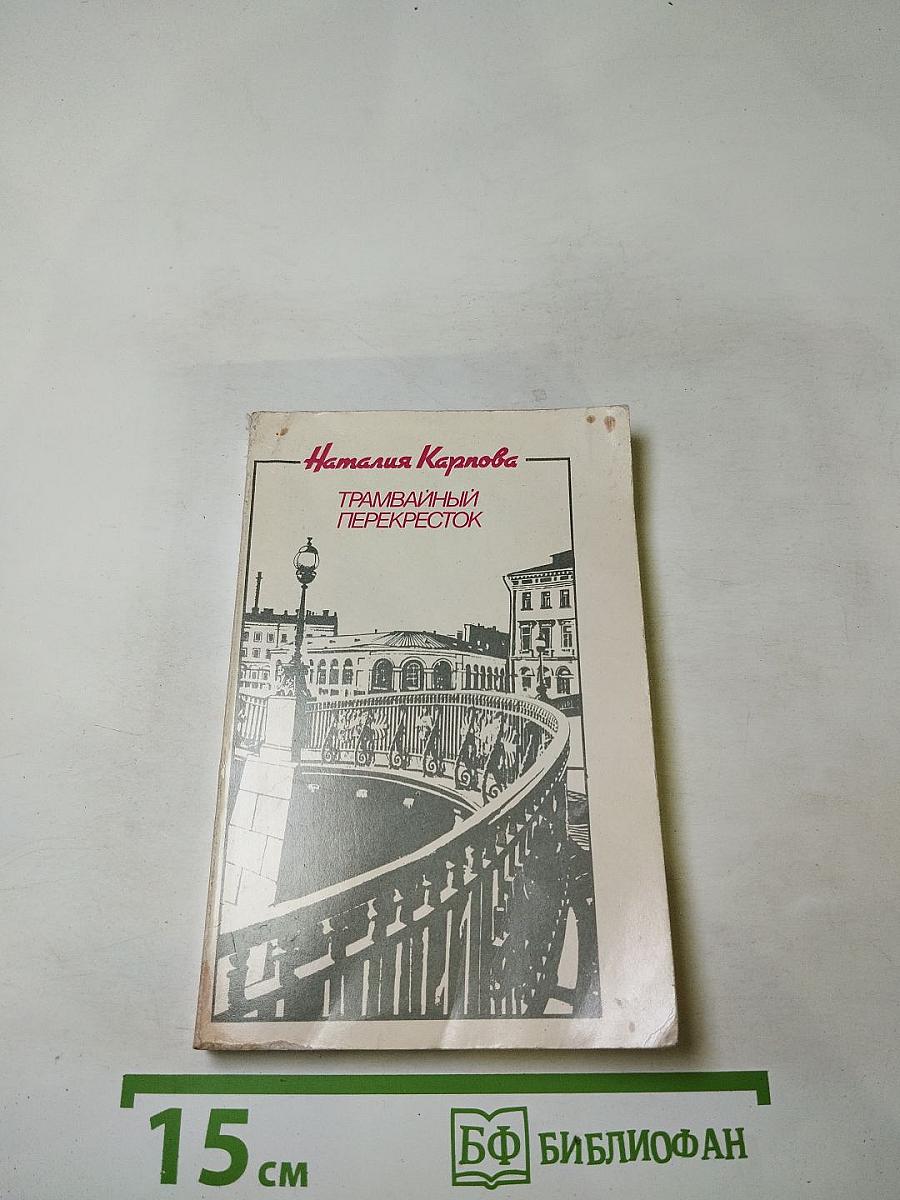 Наталия Карпова
ТРАМВАЙНЫЙ
ПЕРЕКРЕСТОК
15 см
БФ БИБЛИОФАН